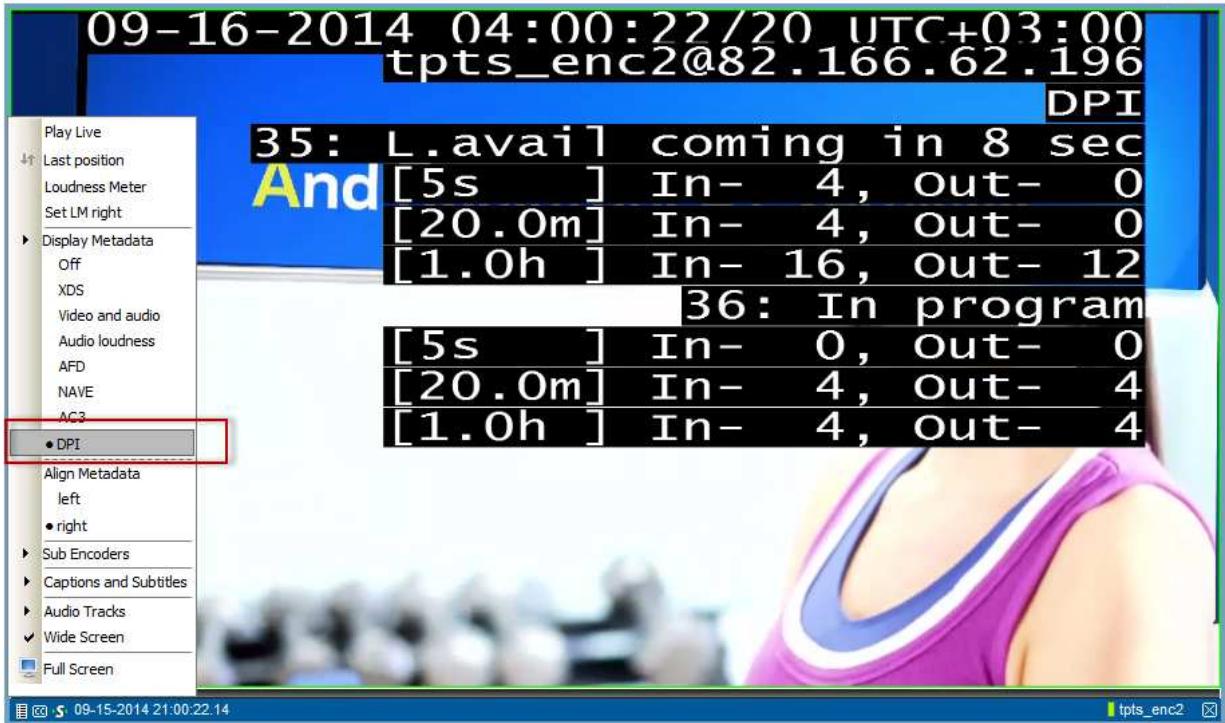 09-16-2014 04:00:22/20 UTC+03:00
tpts_enc2@82.166.62.196
DPI
35: L.avail coming in 8 sec
[5s ] In- 4, Out- 0
[20.0m] In- 4, Out- 0
[1.0h ] In- 16, Out- 12
36: In program
[5s ] In- 0, Out- 0
[20.0m] In- 4, Out- 4
[1.0h ] In- 4, Out- 4
And
Play Live
Last position
Loudness Meter
Set LM right
Display Metadata
Off
XDS
Video and audio
Audio loudness
AFD
NAVE
AC3
• DPI
Align Metadata
left
• right
Sub Encoders
Captions and Subtitles
Audio Tracks
✔ Wide Screen
Full Screen
CC S 09-15-2014 21:00:22.14
tpts_enc2